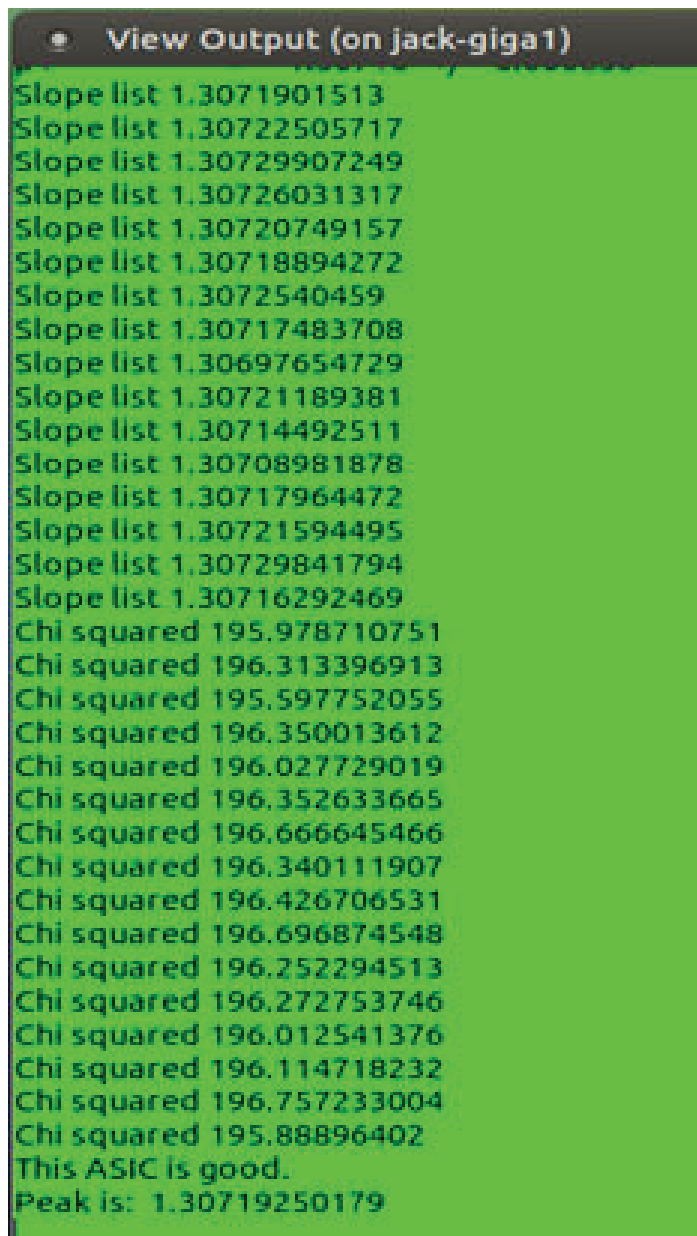 View Output (on jack-giga1)
Slope list 1.3071901513
Slope list 1.30722505717
Slope list 1.30729907249
Slope list 1.30726031317
Slope list 1.30720749157
Slope list 1.30718894272
Slope list 1.3072540459
Slope list 1.30717483708
Slope list 1.30697654729
Slope list 1.30721189381
Slope list 1.30714492511
Slope list 1.30708981878
Slope list 1.30717964472
Slope list 1.30721594495
Slope list 1.30729841794
Slope list 1.30716292469
Chi squared 195.978710751
Chi squared 196.313396913
Chi squared 195.597752055
Chi squared 196.350013612
Chi squared 196.027729019
Chi squared 196.352633665
Chi squared 196.666645466
Chi squared 196.340111907
Chi squared 196.426706531
Chi squared 196.696874548
Chi squared 196.252294513
Chi squared 196.272753746
Chi squared 196.012541376
Chi squared 196.114718232
Chi squared 196.757233004
Chi squared 195.88896402
This ASIC is good.
Peak is: 1.30719250179